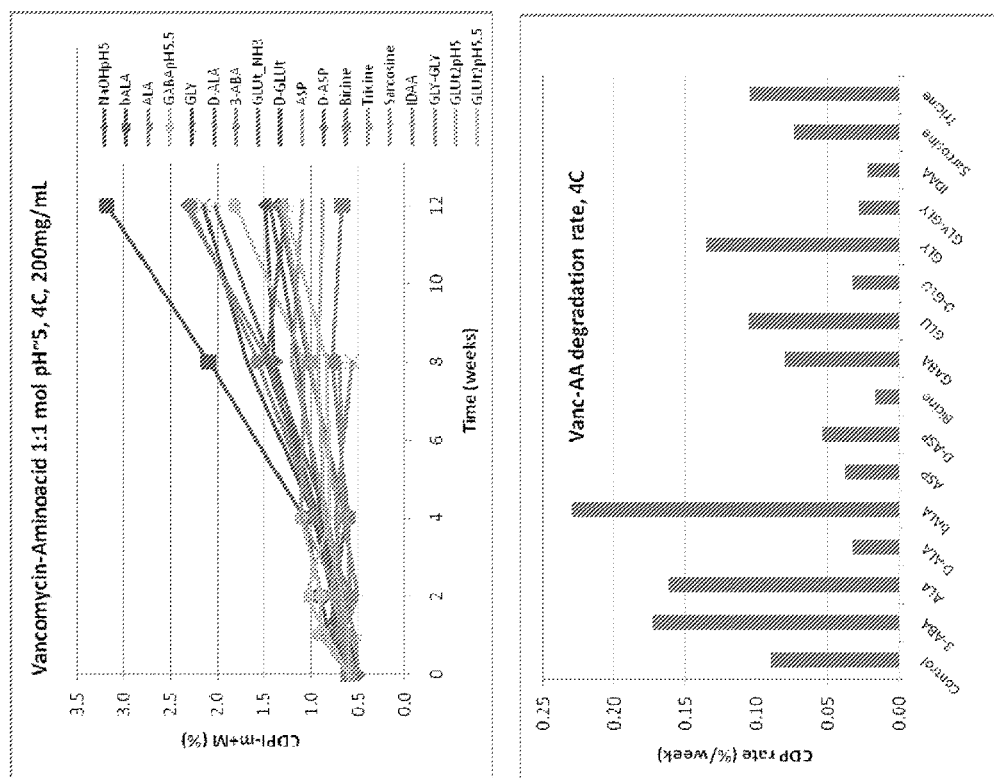 Vancomycin-Aminoacid 1:1 mol pH~5, 4C, 200mg/mL
CDPI-m+M (%)
3.5
3.0
2.5
2.0
1.5
1.0
0.5
0.0
0
2
4
6
8
10
12
Time (weeks)
NaOHpH5
bALA
ALA
GABApH5.5
GLY
D-ALA
3-ABA
GLUt_NH3
D-GLUt
ASP
D-ASP
Bicine
Tricine
Sarcosine
IDAA
GLY-GLY
GLUt2pH5
GLUt2pH5.5
Vanc-AA degradation rate, 4C
CDP rate (%/week)
0.25
0.20
0.15
0.10
0.05
0.00
Control
3-ABA
ALA
D-ALA
bALA
ASP
D-ASP
Bicine
GABA
GLU
D-GLU
GLY
GLY-GLY
IDAA
Sarcosine
Tricine